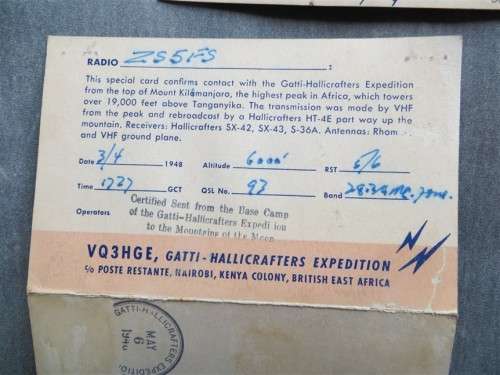 RADIO ZS5FS :
This special card confirms contact with the Gatti-Hallicrafters Expedition
from the top of Mount Kilamanjaro, the highest peak in Africa, which towers
over 19,000 feet above Tanganyika. The transmission was made by VHF
from the peak and rebroadcast by a Hallicrafters HT-4E part way up the
mountain. Receivers: Hallicrafters SX-42, SX-43, S-36A. Antennas: Rhom
and VHF ground plane.
Date 3/4 1948 Altitude 6000' RST 5/6
Time 1727 GCT QSL No. 93 Band
Operators
Certified Sent from the Base Camp
of the Gatti-Hallicrafters Expedi ion
to the Mountains of the Moon
VQ3HGE, GATTI-HALLICRAFTERS EXPEDITION
c/o POSTE RESTANTE, NAIROBI, KENYA COLONY, BRITISH EAST AFRICA
GATTI-HALLICRAFTERS EXPEDITIO
MAY
6